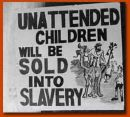 UNATTENDED
CHILDREN
WILL BE
SOLD
INTO
SLAVERY